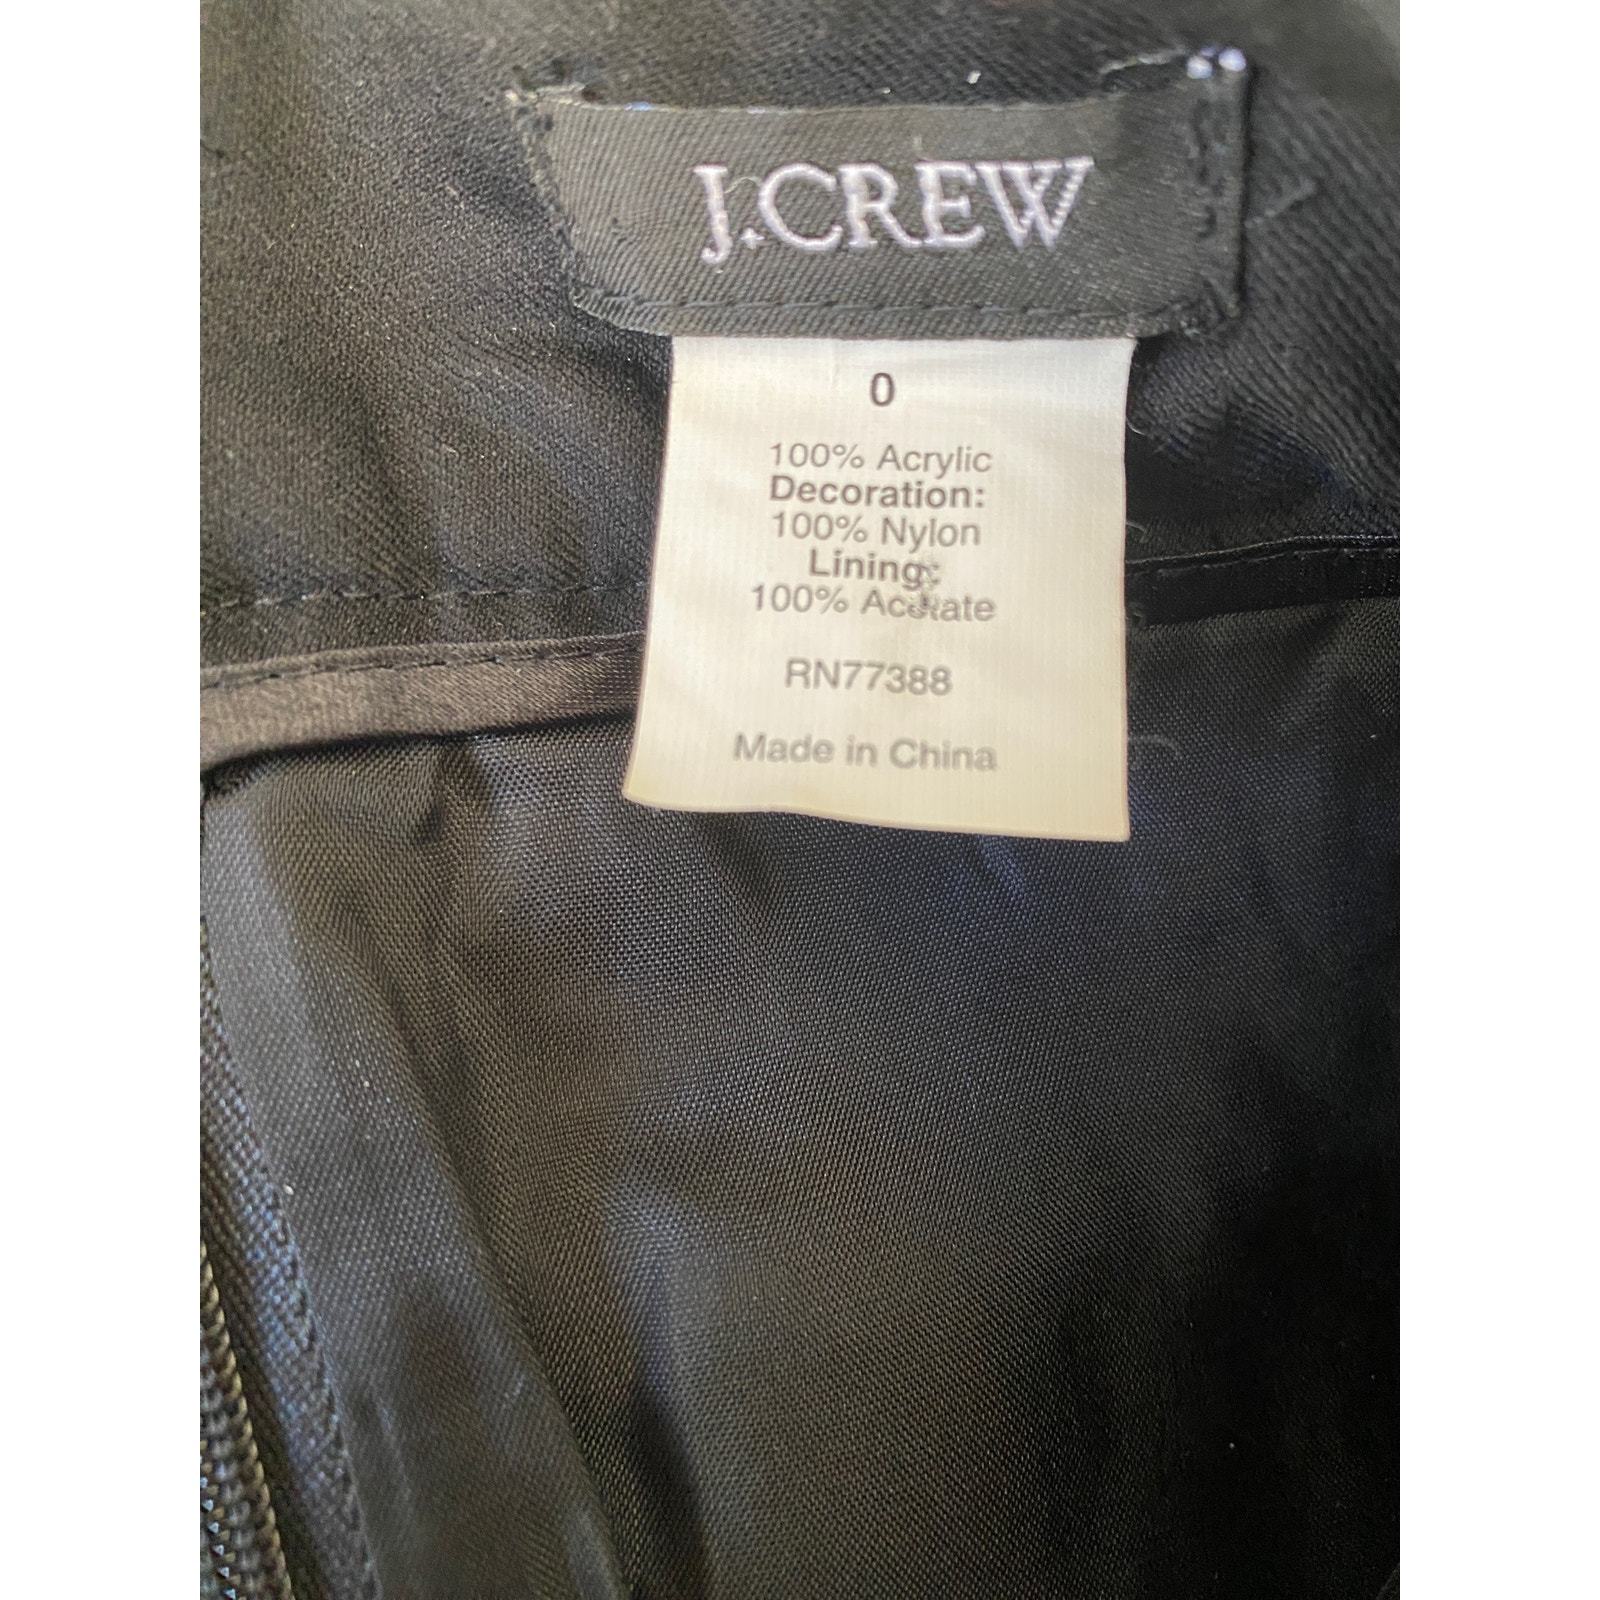 J.CREW
0
100% Acrylic
Decoration:
100% Nylon
Lining:
100% Acetate
RN77388
Made in China